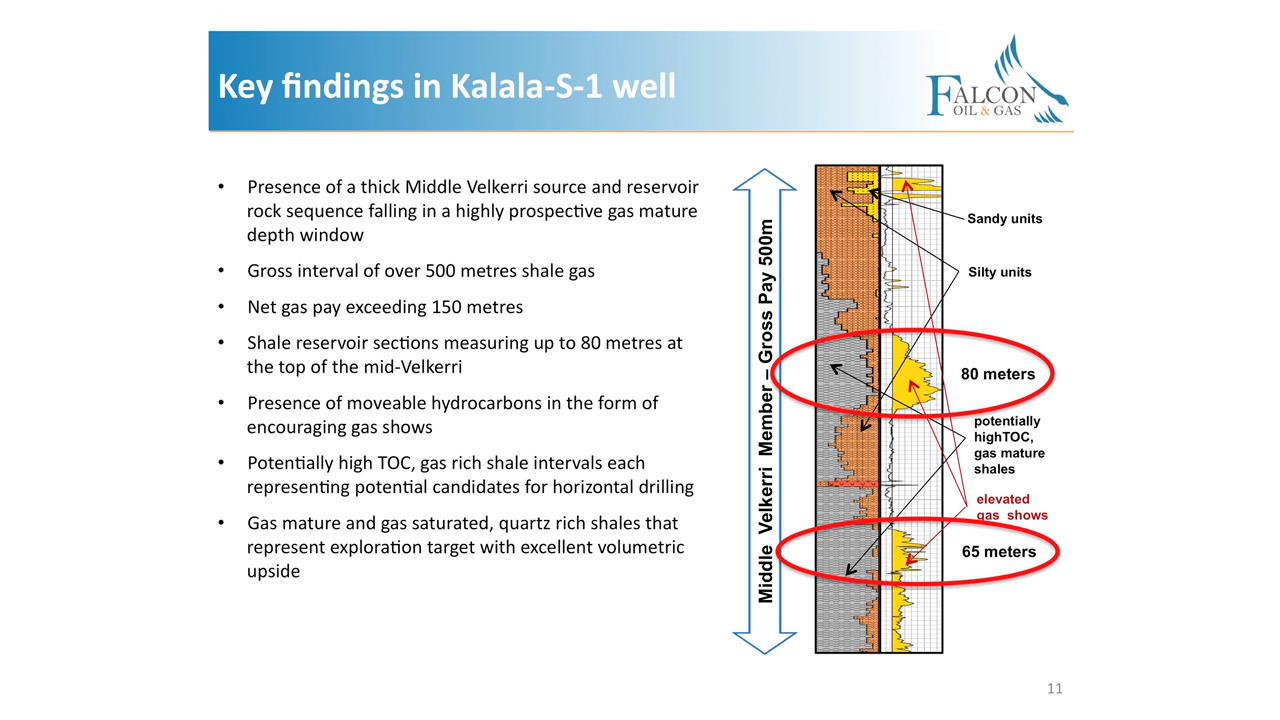 Key findings in Kalala-S-1 well
FALCON
OIL & GAS
• Presence of a thick Middle Velkerri source and reservoir
rock sequence falling in a highly prospective gas mature
depth window
• Gross interval of over 500 metres shale gas
• Net gas pay exceeding 150 metres
• Shale reservoir sections measuring up to 80 metres at
the top of the mid-Velkerri
• Presence of moveable hydrocarbons in the form of
encouraging gas shows
• Potentially high TOC, gas rich shale intervals each
representing potential candidates for horizontal drilling
• Gas mature and gas saturated, quartz rich shales that
represent exploration target with excellent volumetric
upside
Middle Velkerri Member – Gross Pay 500m
Sandy units
Silty units
80 meters
potentially
highTOC,
gas mature
shales
elevated
gas shows
65 meters
11